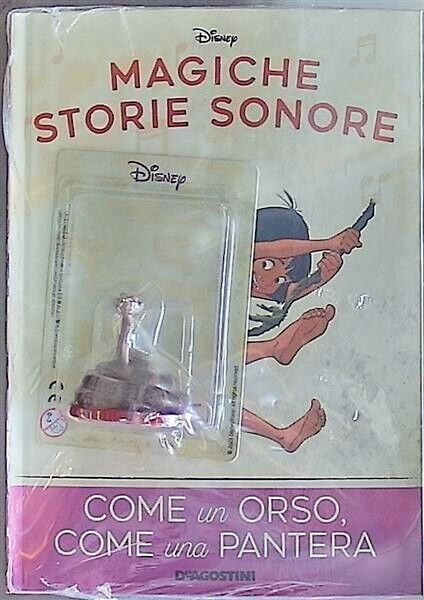 Disney
MAGICHE
STORIE SONORE
Disney
COME un ORSO,
COME una PANTERA
DeAGOSTINI